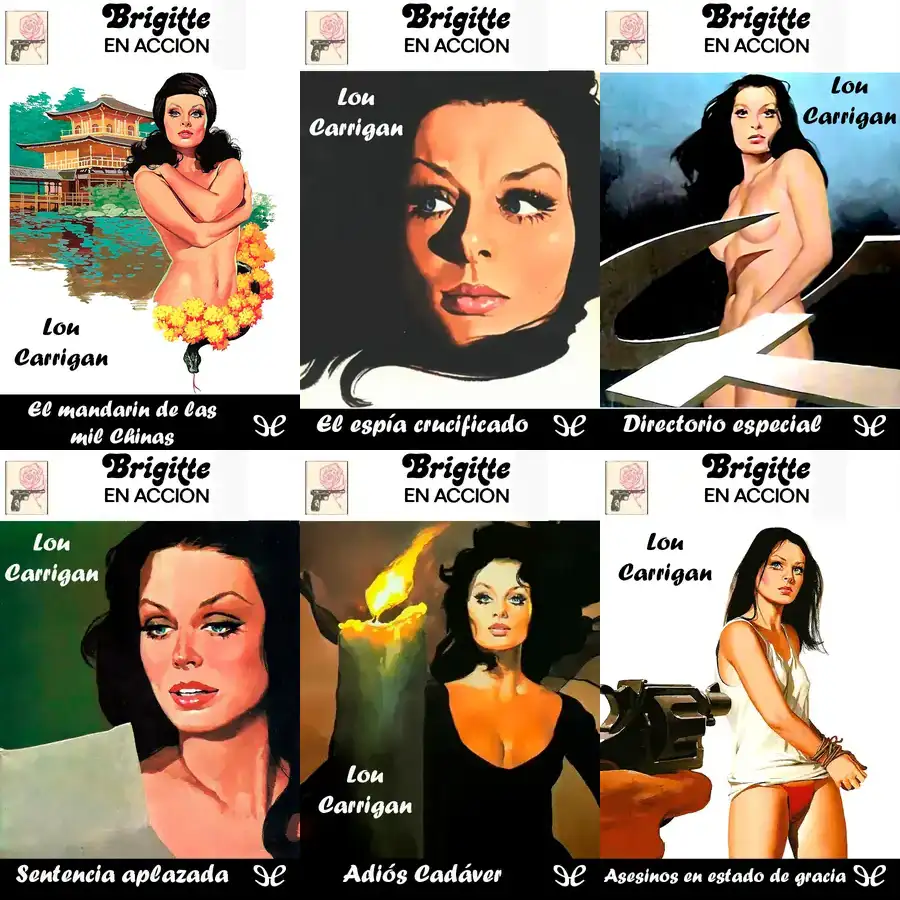 Brigitte
EN ACCION
Lou
Carrigan
El mandarin de las
mil Chinas
Brigitte
EN ACCION
Lou
Carrigan
El espía crucificado
Brigitte
EN ACCION
Lou
Carrigan
Directorio especial
Brigitte
EN ACCION
Lou
Carrigan
Sentencia aplazada
Brigitte
EN ACCION
Lou
Carrigan
Adiós Cadáver
Brigitte
EN ACCION
Lou
Carrigan
Asesinos en estado de gracia